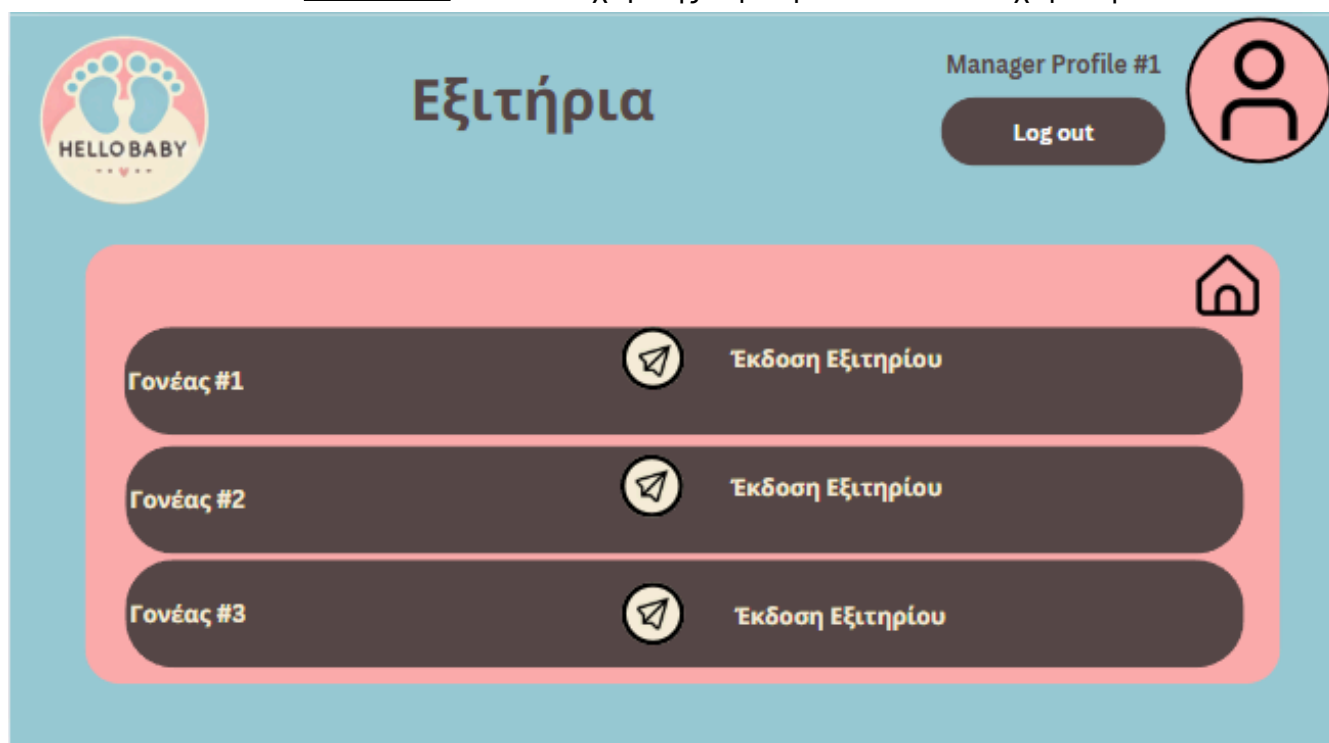 Εξιτήρια
Manager Profile #1
Log out
HELLO BABY
Γονέας #1
Έκδοση Εξιτηρίου
Γονέας #2
Έκδοση Εξιτηρίου
Γονέας #3
Έκδοση Εξιτηρίου